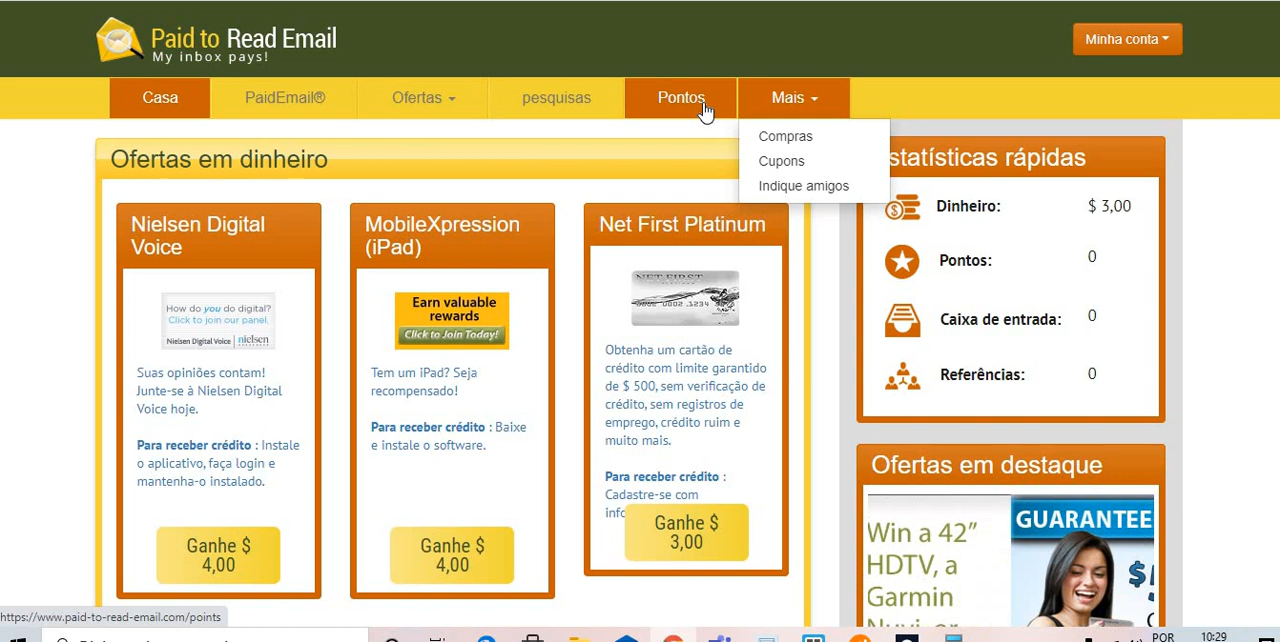 Paid to Read Email
My inbox pays!
Minha conta
Casa
PaidEmail®
Ofertas
pesquisas
Pontos
Mais
Compras
Cupons
Indique amigos
Ofertas em dinheiro
Nielsen Digital
Voice
How do you do digital?
Click to join our panel.
Nielsen Digital Voice | nielsen
Suas opiniões contam!
Junte-se à Nielsen Digital
Voice hoje.
Para receber crédito : Instale
o aplicativo, faça login e
mantenha-o instalado.
Ganhe $
4,00
MobileXpression
(iPad)
Earn valuable
rewards
Click to Join Today!
Tem um iPad? Seja
recompensado!
Para receber crédito : Baixe
e instale o software.
Ganhe $
4,00
Net First Platinum
NET FIRST
Obtenha um cartão de
crédito com limite garantido
de $ 500, sem verificação de
crédito, sem registros de
emprego, crédito ruim e
muito mais.
Para receber crédito :
Cadastre-se com
Ganhe $
3,00
statísticas rápidas
Dinheiro: $ 3,00
Pontos: 0
Caixa de entrada: 0
Referências: 0
Ofertas em destaque
Win a 42”
HDTV, a
Garmin
GUARANTEE
$5
https://www.paid-to-read-email.com/points
POR
10:29